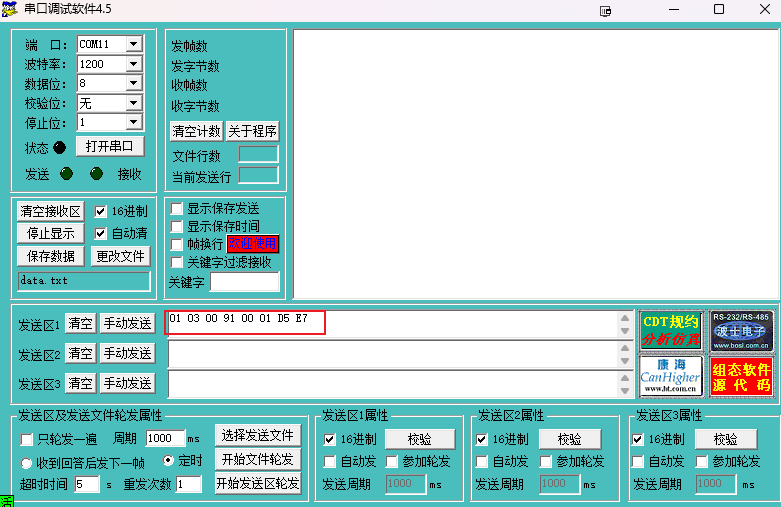 串口调试软件4.5
端 口： COM11
波特率： 1200
数据位： 8
校验位： 无
停止位： 1
状态 打开串口
发送 接收
发帧数
发字节数
收帧数
收字节数
清空计数 关于程序
文件行数
当前发送行
清空接收区 16进制
停止显示 自动清
保存数据 更改文件
data.txt
显示保存发送
显示保存时间
帧换行 欢迎使用
关键字过滤接收
关键字
发送区1 清空 手动发送 01 03 00 91 00 01 D5 E7
发送区2 清空 手动发送
发送区3 清空 手动发送
CDT规约
分析仿真
RS-232/RS-485
波士电子
www.bosi.com.cn
康海
CanHigher
www.ht.com.cn
组态软件
源代码
发送区及发送文件轮发属性
只轮发一遍 周期 1000 ms 选择发送文件
收到回答后发下一帧 定时 开始文件轮发
超时时间 5 s 重发次数 1 开始发送区轮发
发送区1属性
16进制 校验
自动发 参加轮发
发送周期 1000 ms
发送区2属性
16进制 校验
自动发 参加轮发
发送周期 1000 ms
发送区3属性
16进制 校验
自动发 参加轮发
发送周期 1000 ms
活